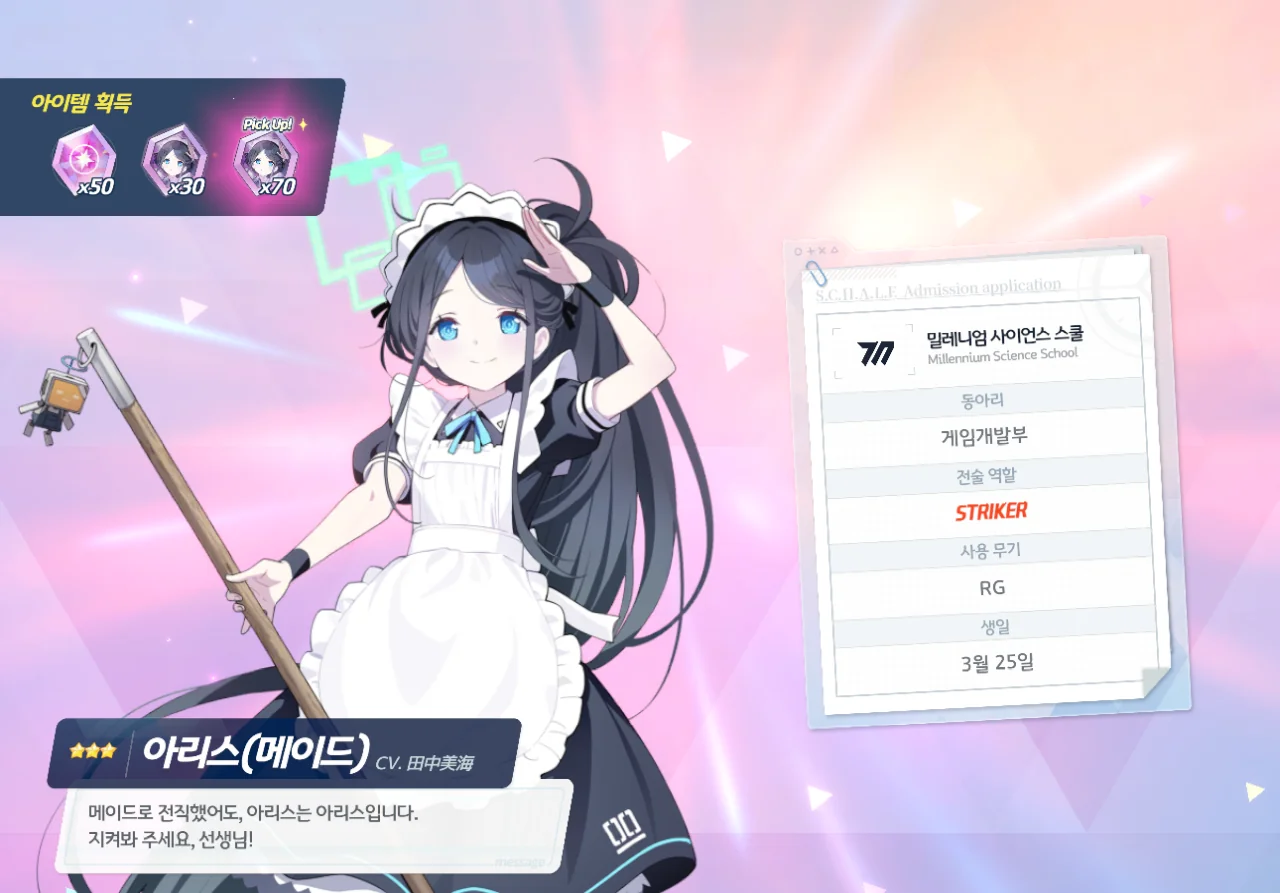 아이템 획득
Pick Up!
x50
x30
x70
S.C.H.A.L.E. Admission application
밀레니엄 사이언스 스쿨
Millennium Science School
동아리
게임개발부
전술 역할
STRIKER
사용 무기
RG
생일
3월 25일
아리스(메이드) CV. 田中美海
메이드로 전직했어도, 아리스는 아리스입니다.
지켜봐 주세요, 선생님!
message